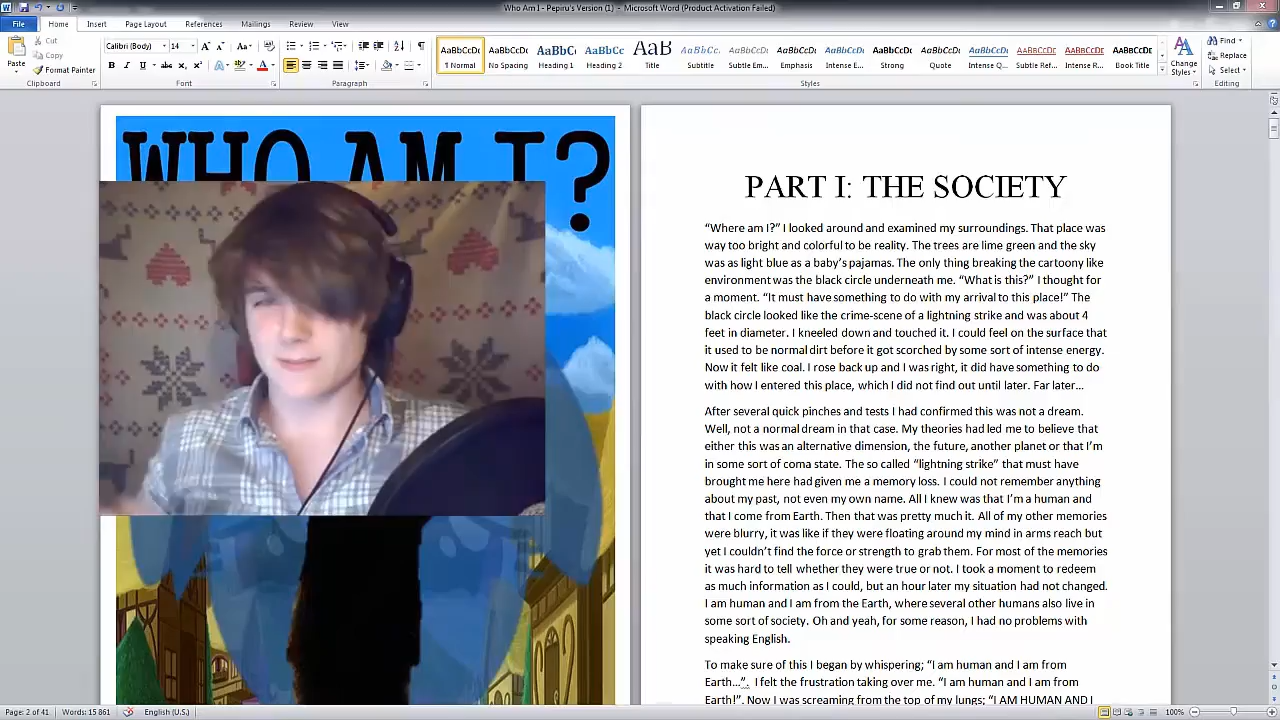 Who Am I - Pepiru's Version (1) - Microsoft Word (Product Activation Failed)
File Home Insert Page Layout References Mailings Review View
Paste
Cut
Copy
Format Painter
Clipboard
Calibri (Body) 14
Font
Paragraph
AaBbCcDc AaBbCcDc AaBbC AaBbCc AaB AaBbCc. AaBbCcDc AaBbCcDc AaBbCcDc AaBbCcDc AaBbCcDc AaBbCcDc AaBbCcDc AaBbCcDc AaBbCcDc
1 Normal No Spacing Heading 1 Heading 2 Title Subtitle Subtle Em... Emphasis Intense E... Strong Quote Intense Q... Subtle Ref... Intense R... Book Title
Styles
Change
Styles
Find
Replace
Select
Editing
WHO AM I?
PART I: THE SOCIETY
“Where am I?” I looked around and examined my surroundings. That place was
way too bright and colorful to be reality. The trees are lime green and the sky
was as light blue as a baby’s pajamas. The only thing breaking the cartoony like
environment was the black circle underneath me. “What is this?” I thought for
a moment. “It must have something to do with my arrival to this place!” The
black circle looked like the crime-scene of a lightning strike and was about 4
feet in diameter. I kneeled down and touched it. I could feel on the surface that
it used to be normal dirt before it got scorched by some sort of intense energy.
Now it felt like coal. I rose back up and I was right, it did have something to do
with how I entered this place, which I did not find out until later. Far later…
After several quick pinches and tests I had confirmed this was not a dream.
Well, not a normal dream in that case. My theories had led me to believe that
either this was an alternative dimension, the future, another planet or that I’m
in some sort of coma state. The so called “lightning strike” that must have
brought me here had given me a memory loss. I could not remember anything
about my past, not even my own name. All I knew was that I’m a human and
that I come from Earth. Then that was pretty much it. All of my other memories
were blurry, it was like if they were floating around my mind in arms reach but
yet I couldn’t find the force or strength to grab them. For most of the memories
it was hard to tell whether they were true or not. I took a moment to redeem
as much information as I could, but an hour later my situation had not changed.
I am human and I am from the Earth, where several other humans also live in
some sort of society. Oh and yeah, for some reason, I had no problems with
speaking English.
To make sure of this I began by whispering; “I am human and I am from
Earth…”. I felt the frustration taking over me. “I am human and I am from
Earth!”. Now I was screaming from the top of my lungs; “I AM HUMAN AND I
Page: 2 of 41 Words: 15 861 English (U.S.) 100%